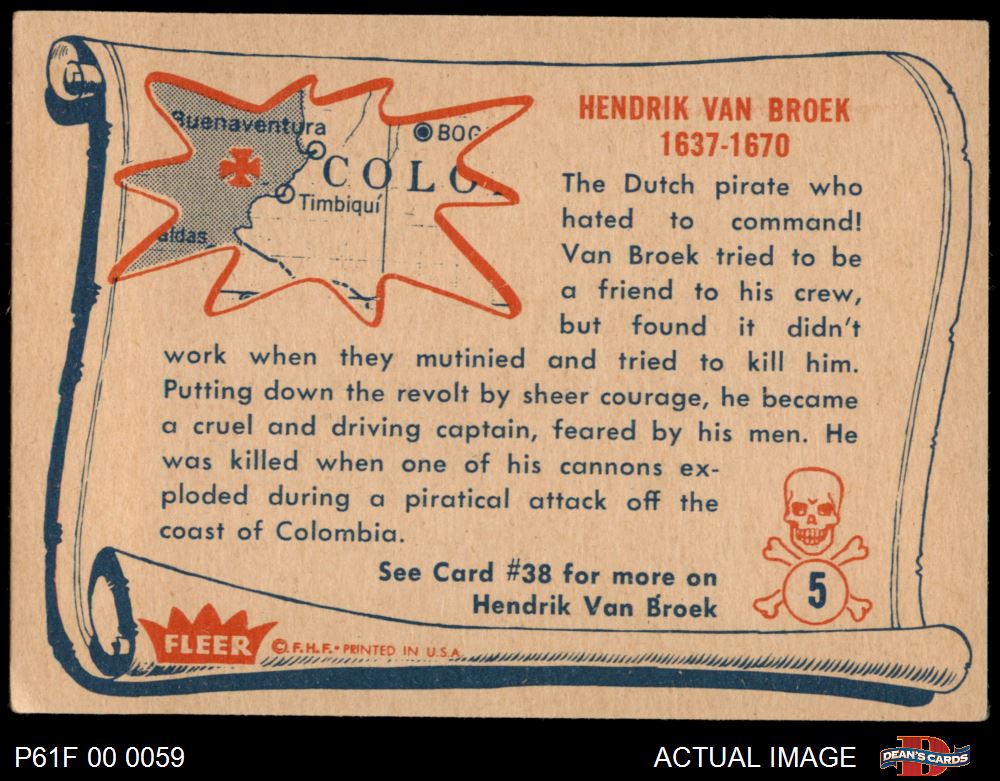 Buenaventura
BOG
COLO
Timbiquí
aldas
HENDRIK VAN BROEK
1637-1670
The Dutch pirate who
hated to command!
Van Broek tried to be
a friend to his crew,
but found it didn't
work when they mutinied and tried to kill him.
Putting down the revolt by sheer courage, he became
a cruel and driving captain, feared by his men. He
was killed when one of his cannons ex-
ploded during a piratical attack off the
coast of Colombia.
See Card #38 for more on
Hendrik Van Broek
5
FLEER
©.F.H.F.• PRINTED IN U.S.A.
P61F 00 0059
ACTUAL IMAGE
DEAN'S CARDS